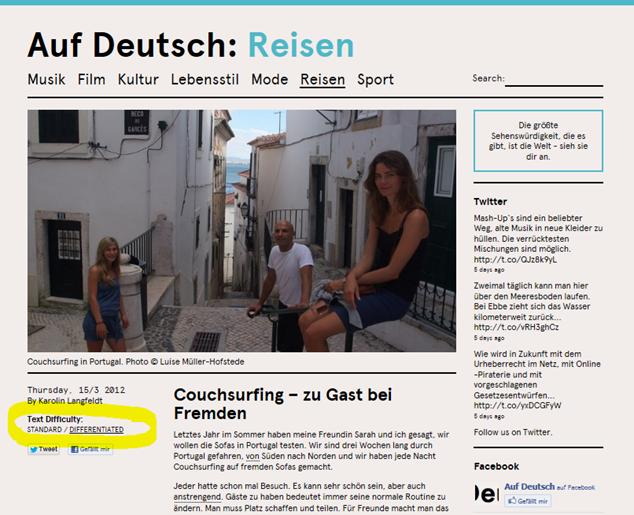 Auf Deutsch: Reisen
Musik Film Kultur Lebensstil Mode Reisen Sport
Search:
BECO
DO
GARCÊS
Couchsurfing in Portugal. Photo © Luise Müller-Hofstede
Thursday, 15/3 2012
By Karolin Langfeldt
Text Difficulty:
STANDARD / DIFFERENTIATED
Tweet
Gefällt mir
Couchsurfing – zu Gast bei
Fremden
Letztes Jahr im Sommer haben meine Freundin Sarah und ich gesagt, wir
wollen die Sofas in Portugal testen. Wir sind drei Wochen lang durch
Portugal gefahren, von Süden nach Norden und wir haben jede Nacht
Couchsurfing auf fremden Sofas gemacht.
Jeder hatte schon mal Besuch. Es kann sehr schön sein, aber auch
anstrengend. Gäste zu haben bedeutet immer seine normale Routine zu
ändern. Man muss Platz schaffen und teilen. Für Freunde macht man das
Die größte
Sehenswürdigkeit, die es
gibt, ist die Welt - sieh sie
dir an.
Twitter
Mash-Up's sind ein beliebter
Weg, alte Musik in neue Kleider zu
hüllen. Die verrücktesten
Mischungen sind möglich.
http://t.co/QJz8k9yL
5 days ago
Zweimal täglich kann man hier
über den Meeresboden laufen.
Bei Ebbe zieht sich das Wasser
kilometerweit zurück...
http://t.co/vRH3ghCz
5 days ago
Wie wird in Zukunft mit dem
Urheberrecht im Netz, mit Online
-Piraterie und mit
vorgeschlagenen
Gesetzesentwürfen...
http://t.co/yxDCGFyW
5 days ago
Follow us on Twitter.
Facebook
De
Auf Deutsch auf Facebook
Gefällt mir